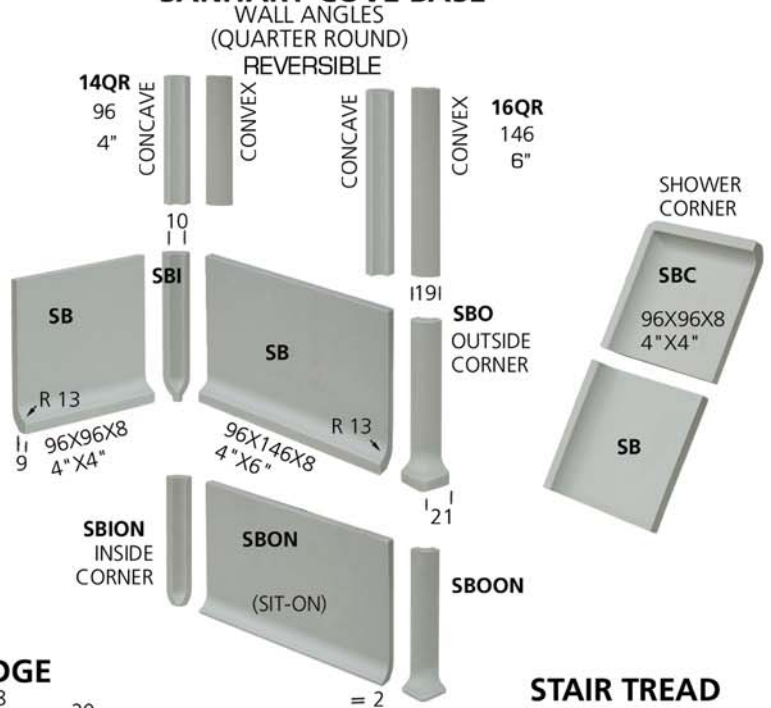 WALL ANGLES
(QUARTER ROUND)
REVERSIBLE
14QR
96
4"
CONCAVE
CONVEX
CONCAVE
CONVEX
16QR
146
6"
10
19
SHOWER
CORNER
SBC
96X96X8
4"X4"
SB
SB
R 13
9
96X96X8
4"X4"
SBI
SB
R 13
96X146X8
4"X6"
SBO
OUTSIDE
CORNER
21
SBION
INSIDE
CORNER
SBON
(SIT-ON)
= 2
SBOON
STAIR TREAD